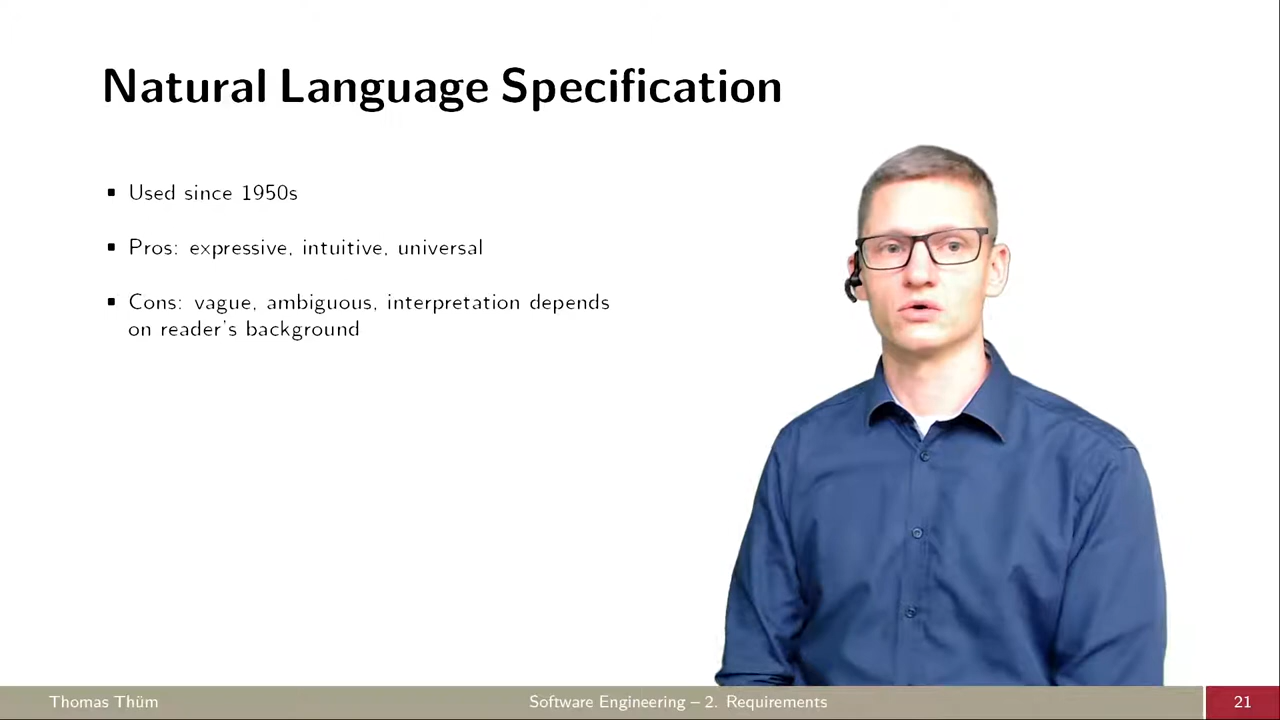 Natural Language Specification
▪ Used since 1950s
▪ Pros: expressive, intuitive, universal
▪ Cons: vague, ambiguous, interpretation depends
on reader's background
Thomas Thüm
Software Engineering – 2. Requirements
21